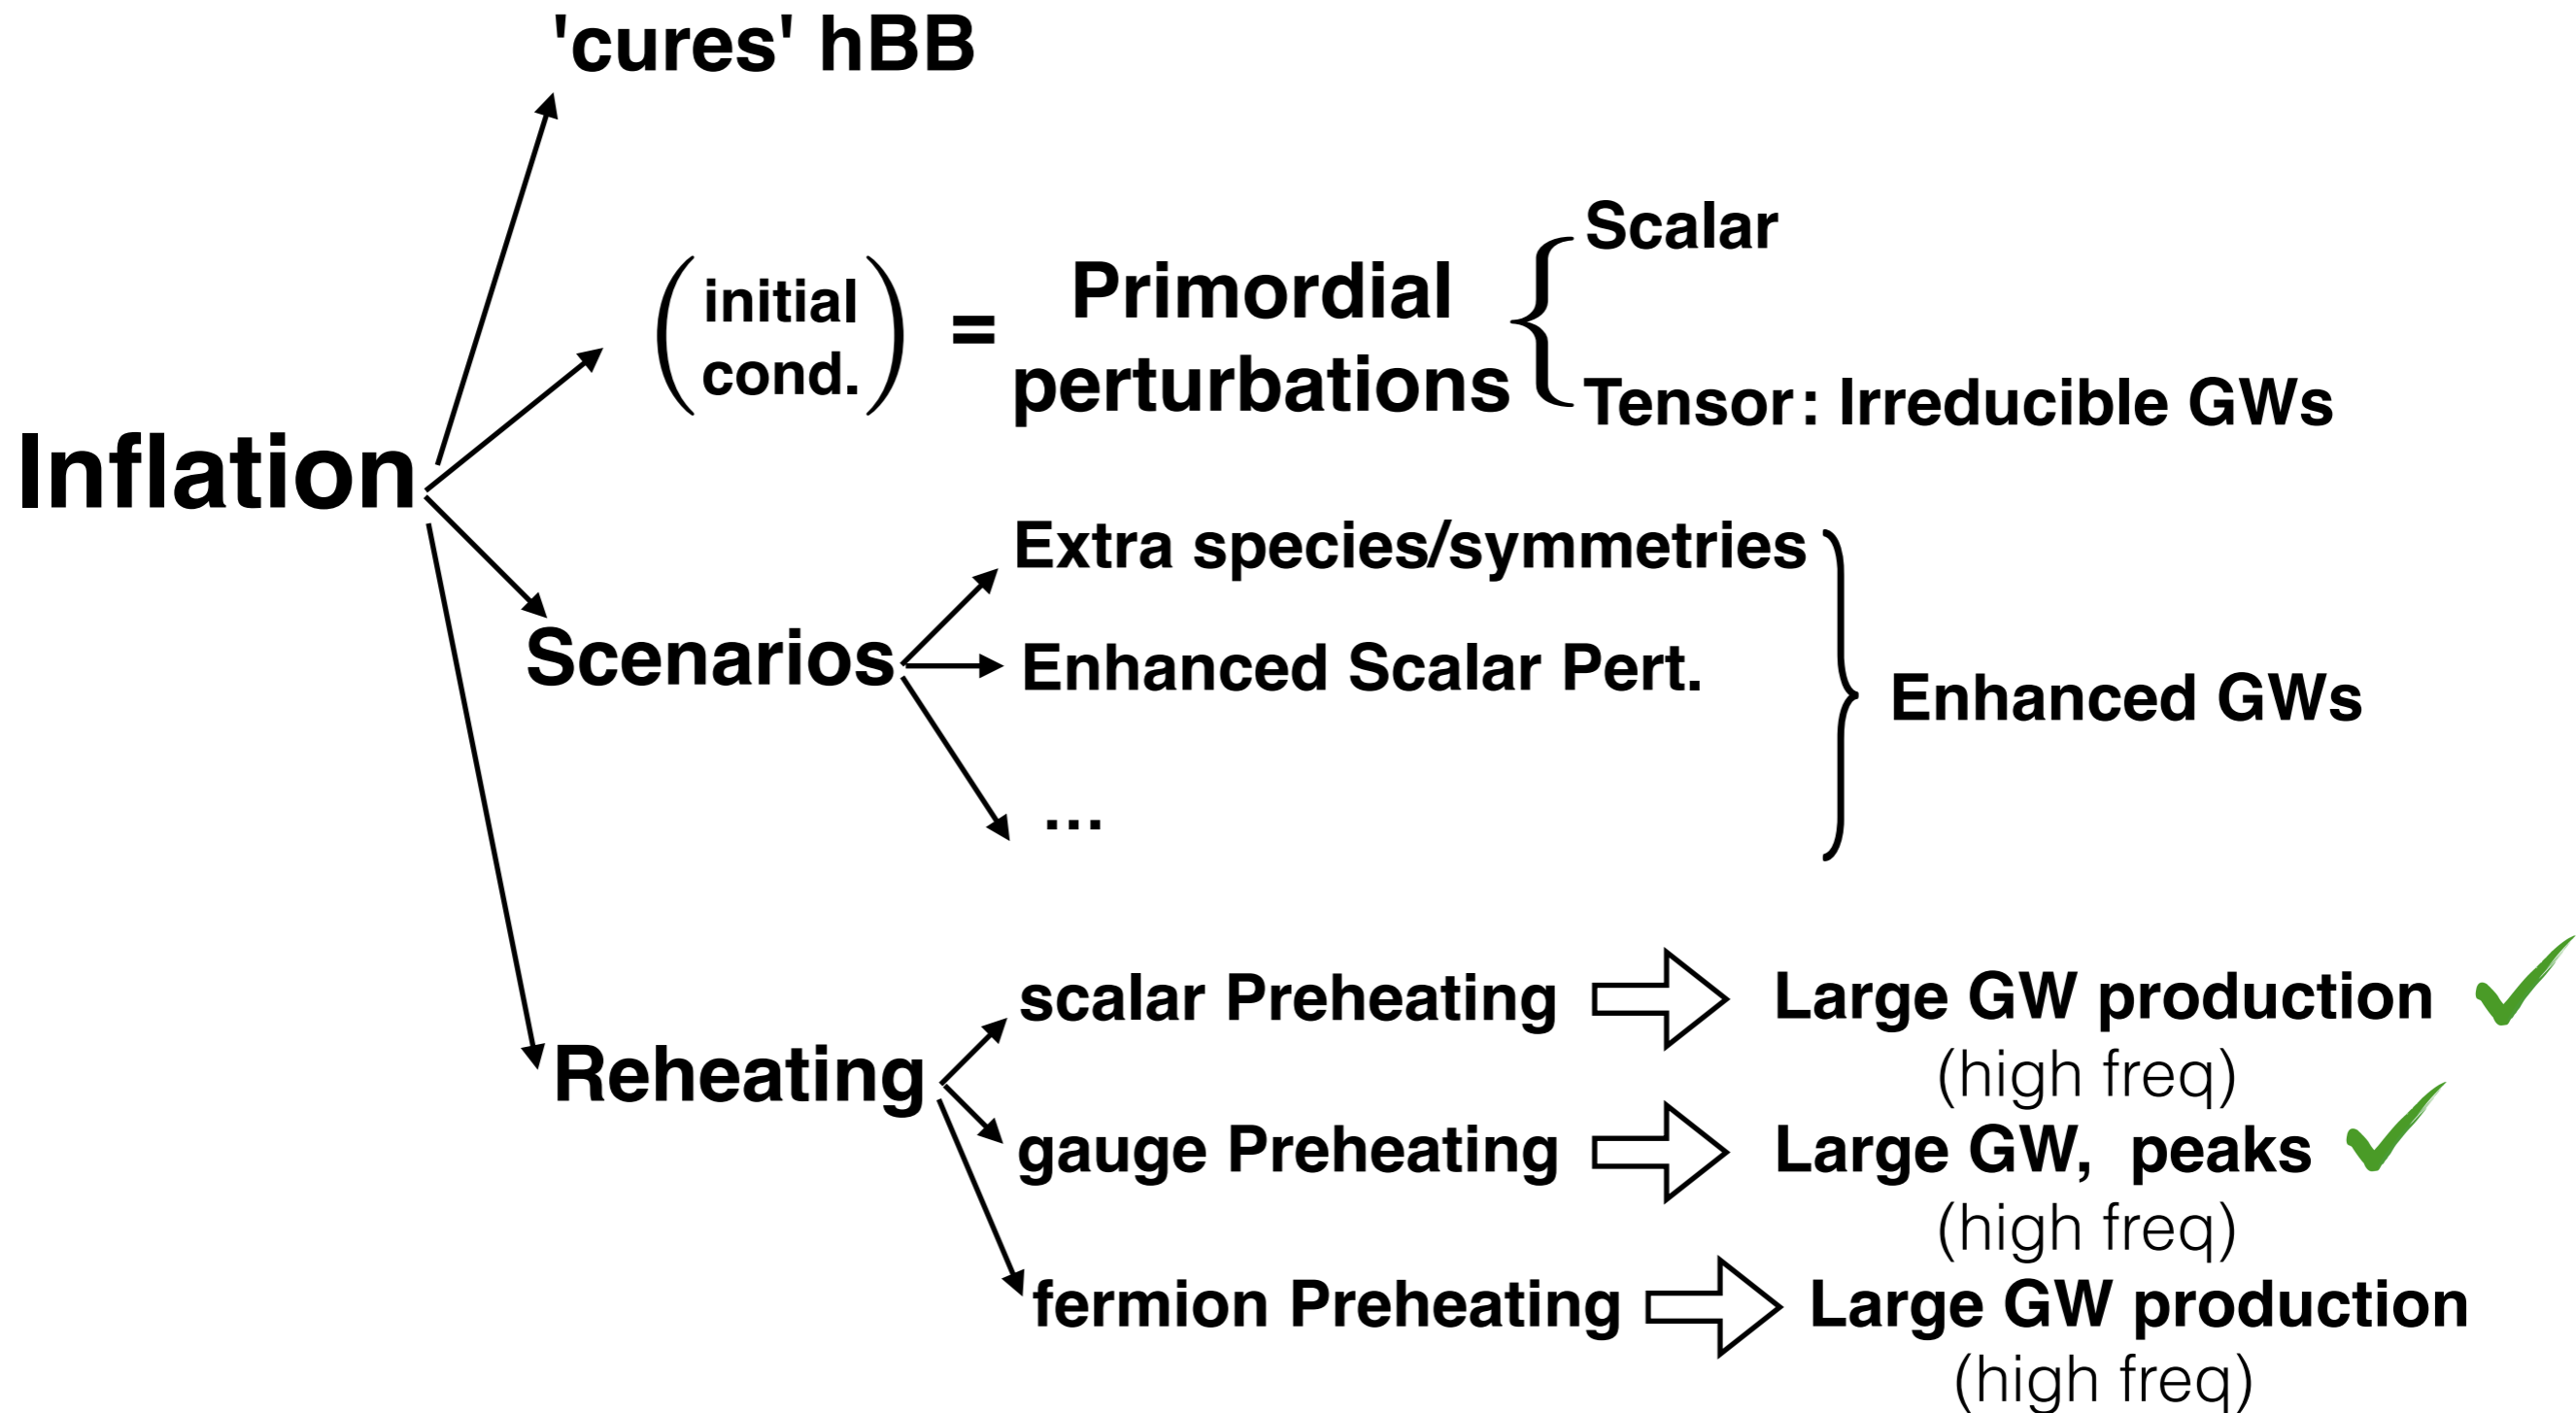 'cures' hBB
Inflation
initial
cond.
=
Primordial
perturbations
Scalar
Tensor: Irreducible GWs
Scenarios
Extra species/symmetries
Enhanced Scalar Pert.
...
Enhanced GWs
Reheating
scalar Preheating
Large GW production
(high freq)
gauge Preheating
Large GW, peaks
(high freq)
fermion Preheating
Large GW production
(high freq)